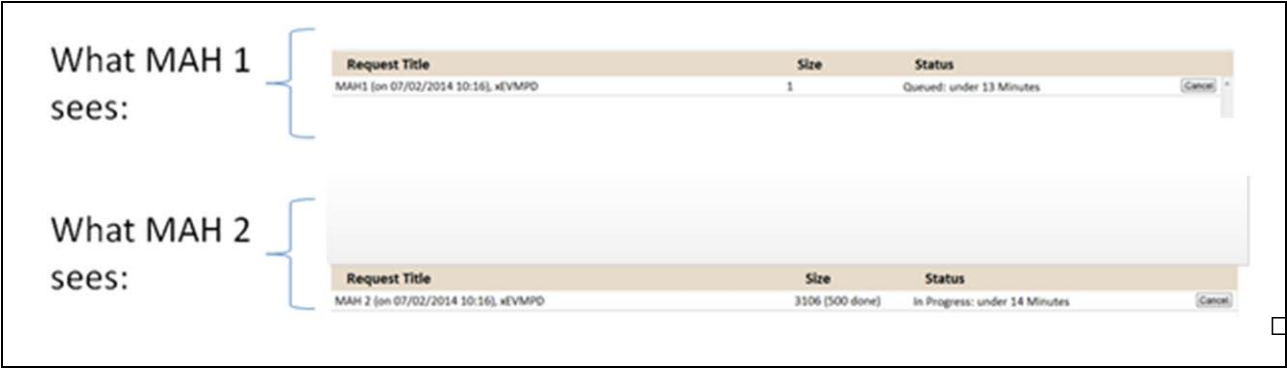 What MAH 1
sees:
Request Title Size Status
MAH1 (on 07/02/2014 10:16), xEVMPD 1 Queued: under 13 Minutes Cancel
What MAH 2
sees:
Request Title Size Status
MAH 2 (on 07/02/2014 10:16), xEVMPD 3106 (500 done) In Progress: under 14 Minutes Cancel